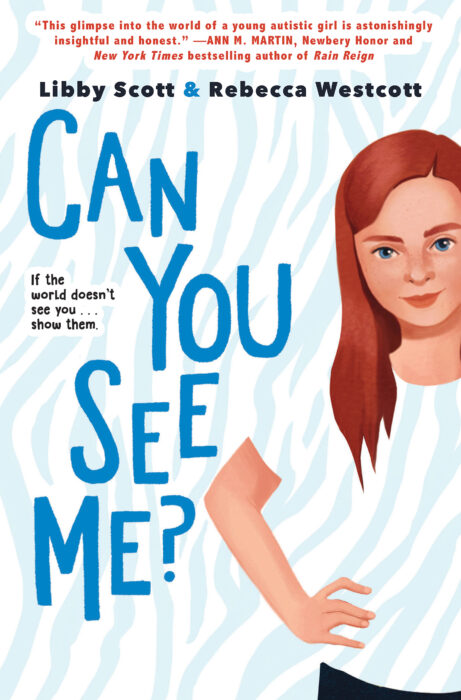 “This glimpse into the world of a young autistic girl is astonishingly
insightful and honest.” —ANN M. MARTIN, Newbery Honor and
New York Times bestselling author of Rain Reign
Libby Scott & Rebecca Westcott
CAN
YOU
SEE
ME?
If the
world doesn’t
see you . . .
show them.